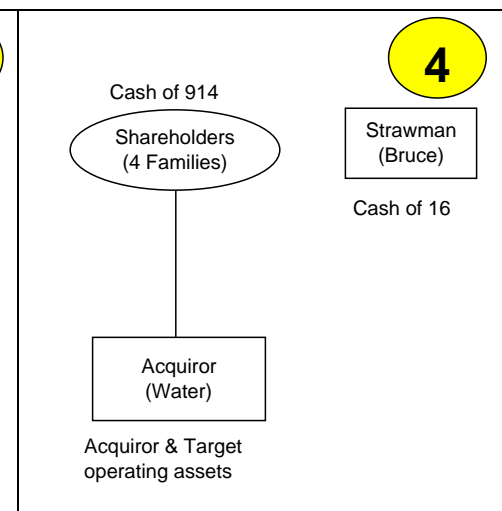 4
Cash of 914
Shareholders
(4 Families)
Strawman
(Bruce)
Cash of 16
Acquiror
(Water)
Acquiror & Target
operating assets